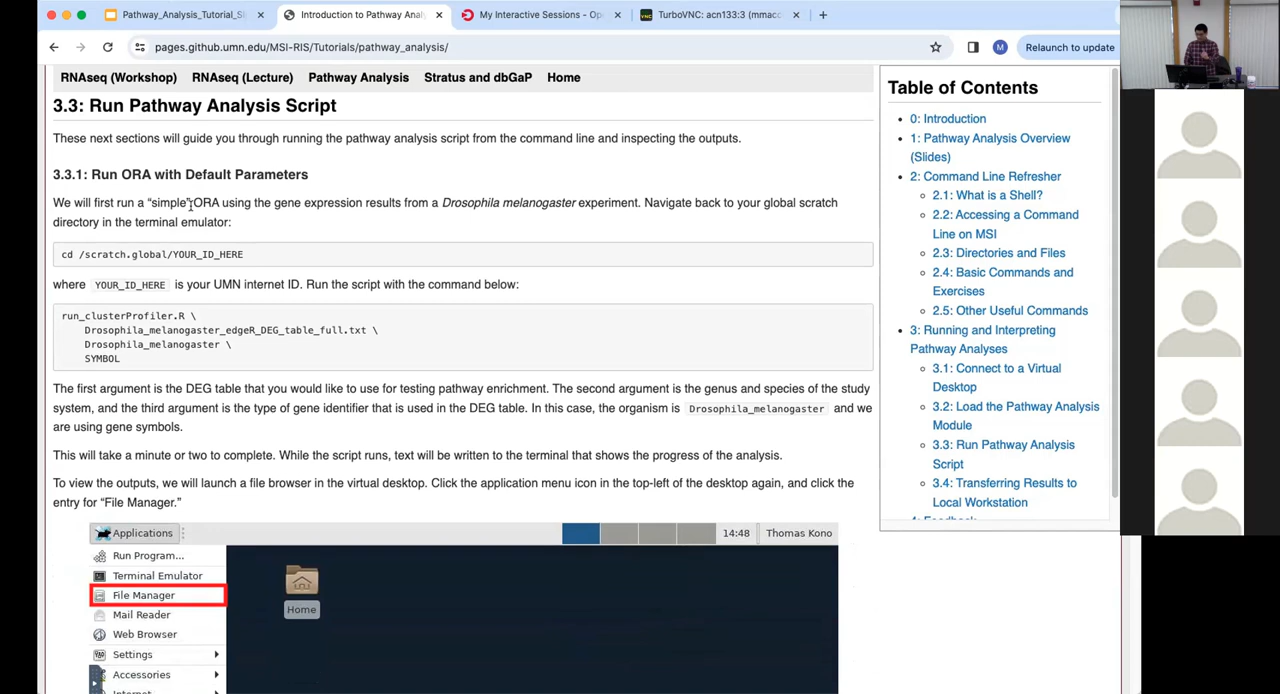 Pathway_Analysis_Tutorial_Sl
Introduction to Pathway Anal
My Interactive Sessions - Ope
TurboVNC: acn133:3 (mmacc
pages.github.umn.edu/MSI-RIS/Tutorials/pathway_analysis/
M
Relaunch to update
RNAseq (Workshop) RNAseq (Lecture) Pathway Analysis Stratus and dbGaP Home
3.3: Run Pathway Analysis Script
These next sections will guide you through running the pathway analysis script from the command line and inspecting the outputs.
3.3.1: Run ORA with Default Parameters
We will first run a “simple” ORA using the gene expression results from a Drosophila melanogaster experiment. Navigate back to your global scratch
directory in the terminal emulator:
cd /scratch.global/YOUR_ID_HERE
where YOUR_ID_HERE is your UMN internet ID. Run the script with the command below:
run_clusterProfiler.R \
Drosophila_melanogaster_edgeR_DEG_table_full.txt \
Drosophila_melanogaster \
SYMBOL
The first argument is the DEG table that you would like to use for testing pathway enrichment. The second argument is the genus and species of the study
system, and the third argument is the type of gene identifier that is used in the DEG table. In this case, the organism is Drosophila_melanogaster and we
are using gene symbols.
This will take a minute or two to complete. While the script runs, text will be written to the terminal that shows the progress of the analysis.
To view the outputs, we will launch a file browser in the virtual desktop. Click the application menu icon in the top-left of the desktop again, and click the
entry for “File Manager.”
Applications
14:48
Thomas Kono
Run Program...
Terminal Emulator
File Manager
Mail Reader
Web Browser
Settings
Accessories
Internet
Home
Table of Contents
0: Introduction
1: Pathway Analysis Overview
(Slides)
2: Command Line Refresher
2.1: What is a Shell?
2.2: Accessing a Command
Line on MSI
2.3: Directories and Files
2.4: Basic Commands and
Exercises
2.5: Other Useful Commands
3: Running and Interpreting
Pathway Analyses
3.1: Connect to a Virtual
Desktop
3.2: Load the Pathway Analysis
Module
3.3: Run Pathway Analysis
Script
3.4: Transferring Results to
Local Workstation
4: Feedback